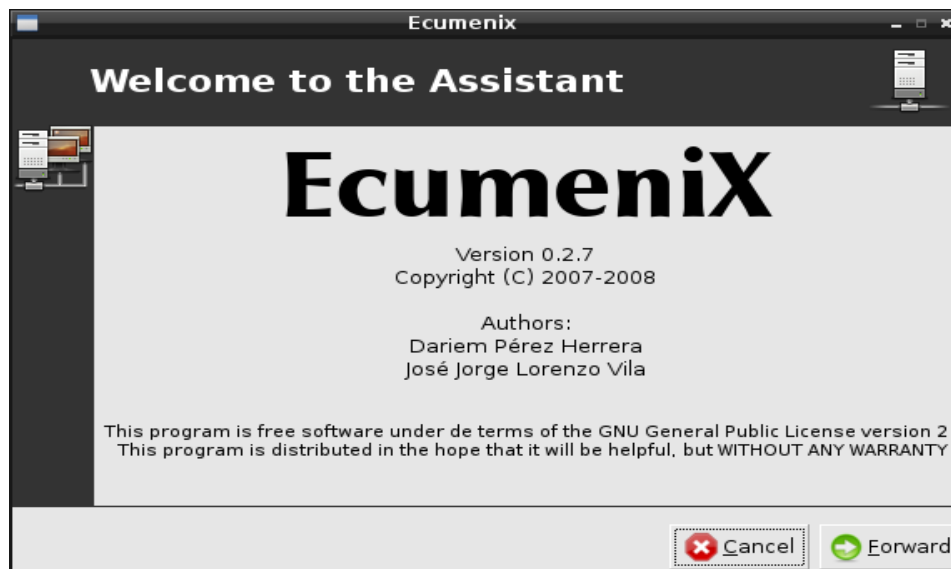 Ecumenix
Welcome to the Assistant
EcumeniX
Version 0.2.7
Copyright (C) 2007-2008
Authors:
Dariem Pérez Herrera
José Jorge Lorenzo Vila
This program is free software under de terms of the GNU General Public License version 2
This program is distributed in the hope that it will be helpful, but WITHOUT ANY WARRANTY
Cancel
Forward